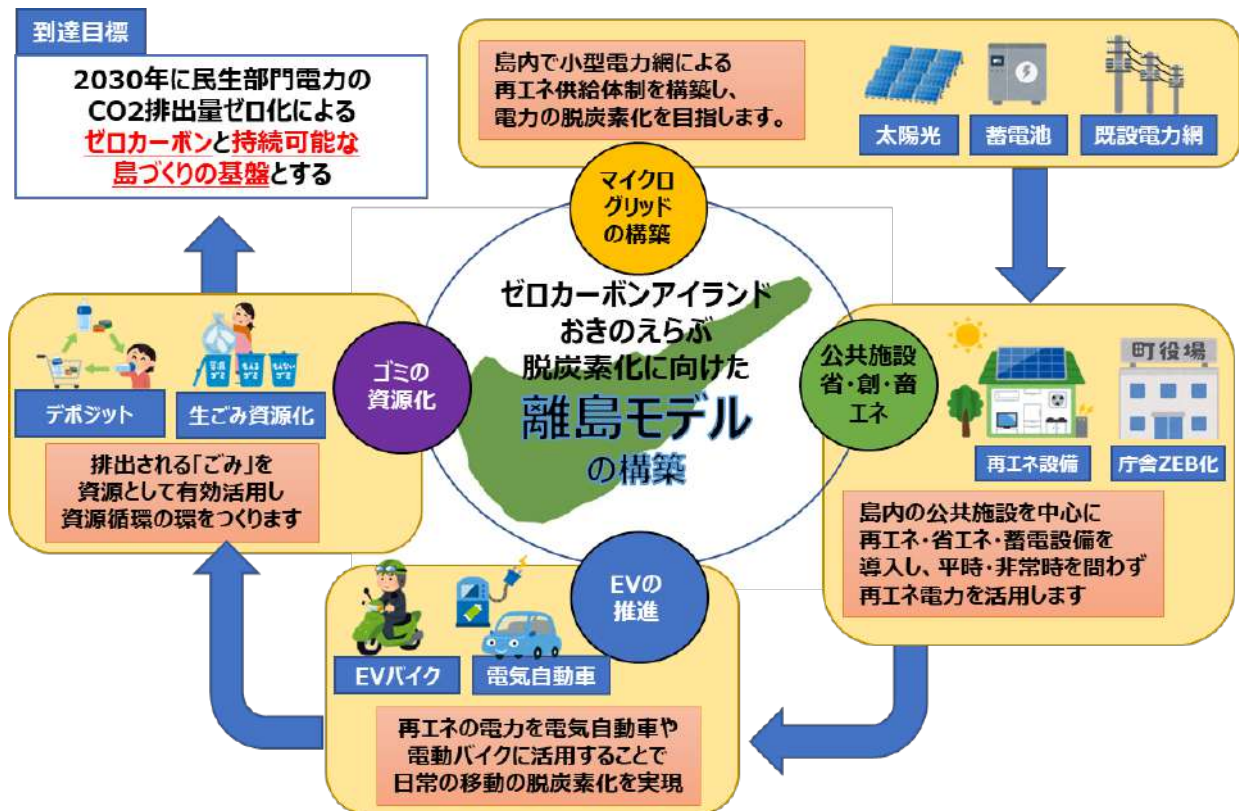 到達目標
2030年に民生部門電力の
CO2排出量ゼロ化による
ゼロカーボンと持続可能な
島づくりの基盤とする
島内で小型電力網による
再エネ供給体制を構築し、
電力の脱炭素化を目指します。
太陽光
蓄電池
既設電力網
マイクロ
グリッド
の構築
ゼロカーボンアイランド
おきのえらぶ
脱炭素化に向けた
離島モデル
の構築
公共施設
省・創・畜
エネ
町役場
再エネ設備
庁舎ZEB化
島内の公共施設を中心に
再エネ・省エネ・蓄電設備を
導入し、平時・非常時を問わず
再エネ電力を活用します
EVの
推進
EVバイク
電気自動車
再エネの電力を電気自動車や
電動バイクに活用することで
日常の移動の脱炭素化を実現
ゴミの
資源化
デポジット
生ごみ資源化
排出される「ごみ」を
資源として有効活用し
資源循環の環をつくります